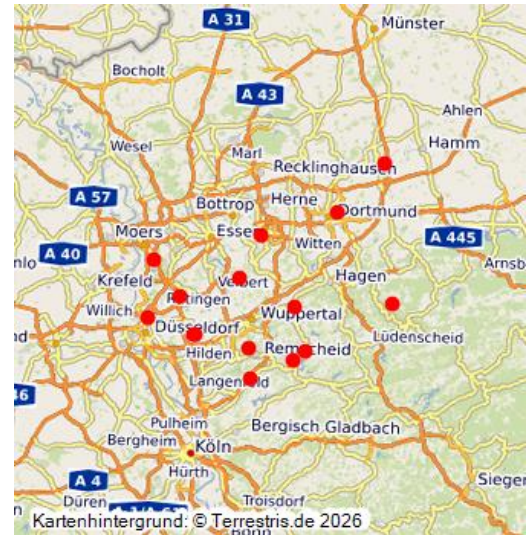 A 31
Münster
Bocholt
A 43
Ahlen
Wesel
Marl
Hamm
Recklinghausen
A 57
Bottrop
Herne
Dortmund
Moers
Essen
Witten
A 445
A 40
Arnsb
nlo
Krefeld
Velbert
Hagen
Willich
Ratingen
Wuppertal
Düsseldorf
Lüdenscheid
Hilden
Remscheid
Langenfeld
46
Pulheim
Bergisch Gladbach
Bergheim
Köln
Hürth
Siegen
A 4
Düren
Troisdorf
Kartenhintergrund: © Terrestris.de 2026